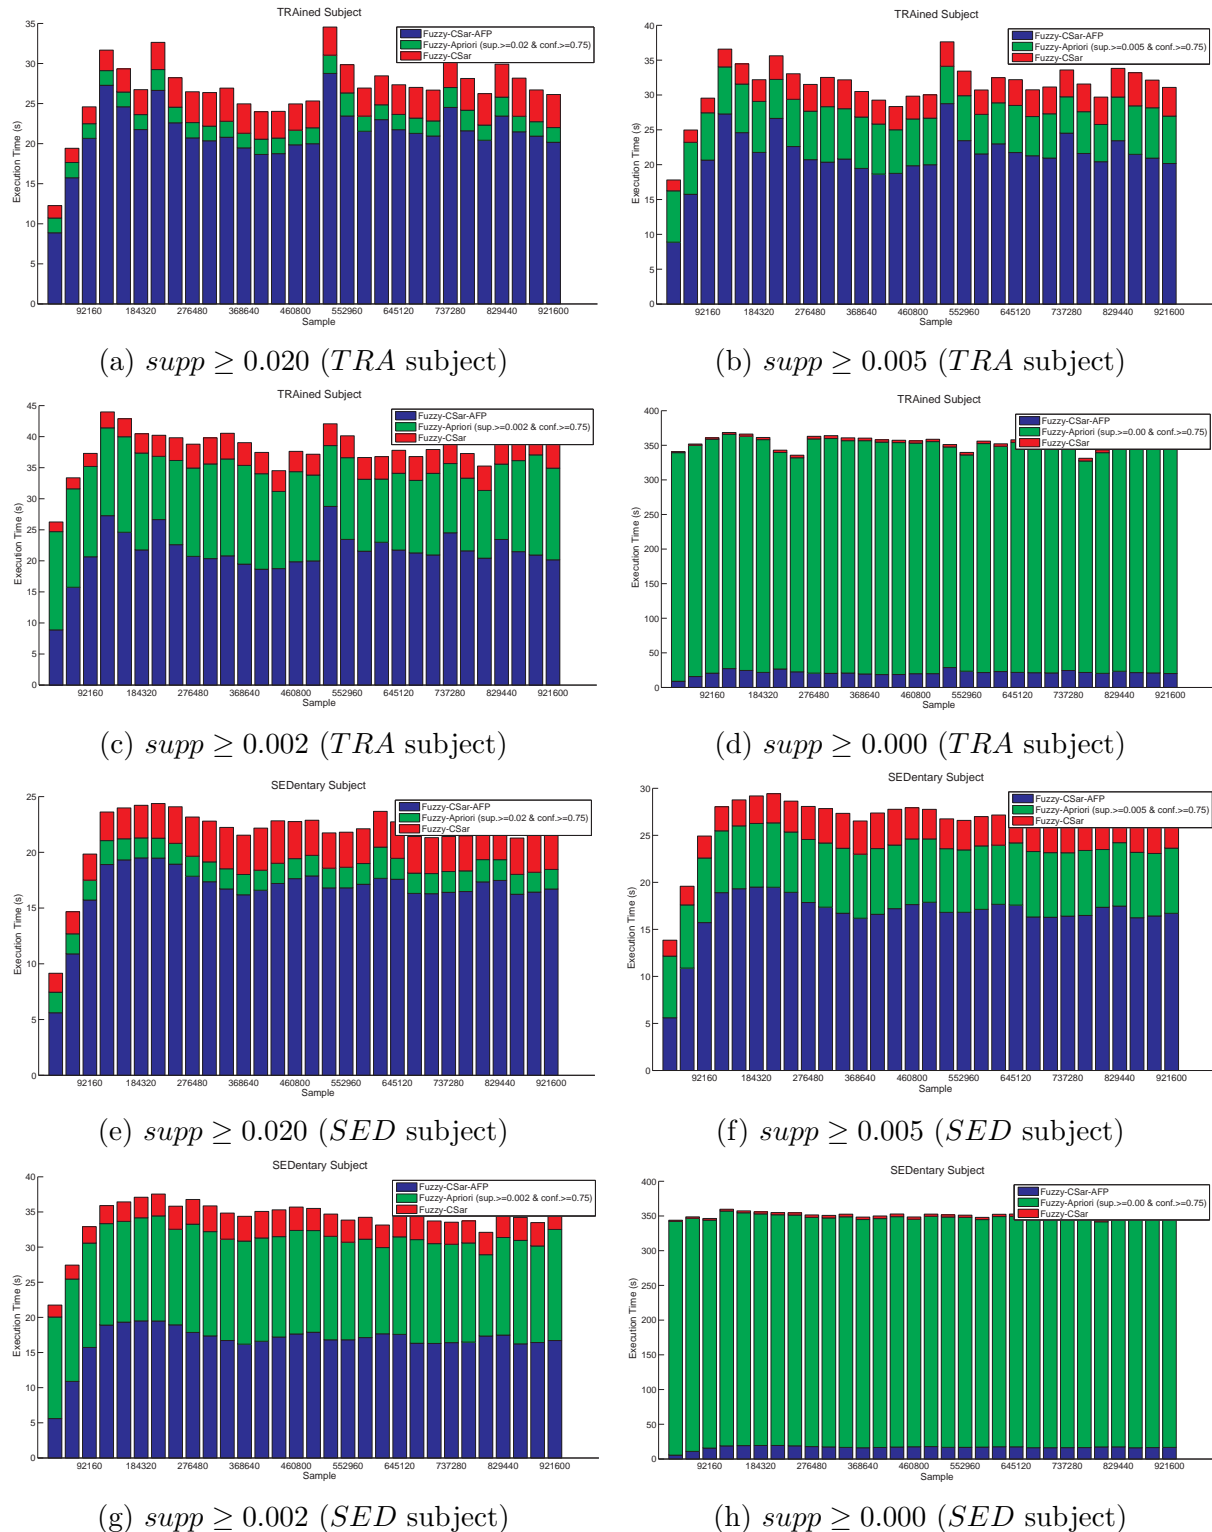 TRAined Subject
Fuzzy-CSar-AFP
Fuzzy-Apriori (sup.>=0.02 & conf.>=0.75)
Fuzzy-CSar
Execution Time (s)
35
30
25
20
15
10
5
0
92160 184320 276480 368640 460800 552960 645120 737280 829440 921600
Sample
(a) supp ≥ 0.020 (TRA subject)
TRAined Subject
Fuzzy-CSar-AFP
Fuzzy-Apriori (sup.>=0.005 & conf.>=0.75)
Fuzzy-CSar
Execution Time (s)
40
35
30
25
20
15
10
5
0
92160 184320 276480 368640 460800 552960 645120 737280 829440 921600
Sample
(b) supp ≥ 0.005 (TRA subject)
TRAined Subject
Fuzzy-CSar-AFP
Fuzzy-Apriori (sup.>=0.002 & conf.>=0.75)
Fuzzy-CSar
Execution Time (s)
45
40
35
30
25
20
15
10
5
0
92160 184320 276480 368640 460800 552960 645120 737280 829440 921600
Sample
(c) supp ≥ 0.002 (TRA subject)
TRAined Subject
Fuzzy-CSar-AFP
Fuzzy-Apriori (sup.>=0.00 & conf.>=0.75)
Fuzzy-CSar
Execution Time (s)
400
350
300
250
200
150
100
50
0
92160 184320 276480 368640 460800 552960 645120 737280 829440 921600
Sample
(d) supp ≥ 0.000 (TRA subject)
SEDentary Subject
Fuzzy-CSar-AFP
Fuzzy-Apriori (sup.>=0.02 & conf.>=0.75)
Fuzzy-CSar
Execution Time (s)
25
20
15
10
5
0
92160 184320 276480 368640 460800 552960 645120 737280 829440 921600
Sample
(e) supp ≥ 0.020 (SED subject)
SEDentary Subject
Fuzzy-CSar-AFP
Fuzzy-Apriori (sup.>=0.005 & conf.>=0.75)
Fuzzy-CSar
Execution Time (s)
30
25
20
15
10
5
0
92160 184320 276480 368640 460800 552960 645120 737280 829440 921600
Sample
(f) supp ≥ 0.005 (SED subject)
SEDentary Subject
Fuzzy-CSar-AFP
Fuzzy-Apriori (sup.>=0.002 & conf.>=0.75)
Fuzzy-CSar
Execution Time (s)
40
35
30
25
20
15
10
5
0
92160 184320 276480 368640 460800 552960 645120 737280 829440 921600
Sample
(g) supp ≥ 0.002 (SED subject)
SEDentary Subject
Fuzzy-CSar-AFP
Fuzzy-Apriori (sup.>=0.00 & conf.>=0.75)
Fuzzy-CSar
Execution Time (s)
400
350
300
250
200
150
100
50
0
92160 184320 276480 368640 460800 552960 645120 737280 829440 921600
Sample
(h) supp ≥ 0.000 (SED subject)